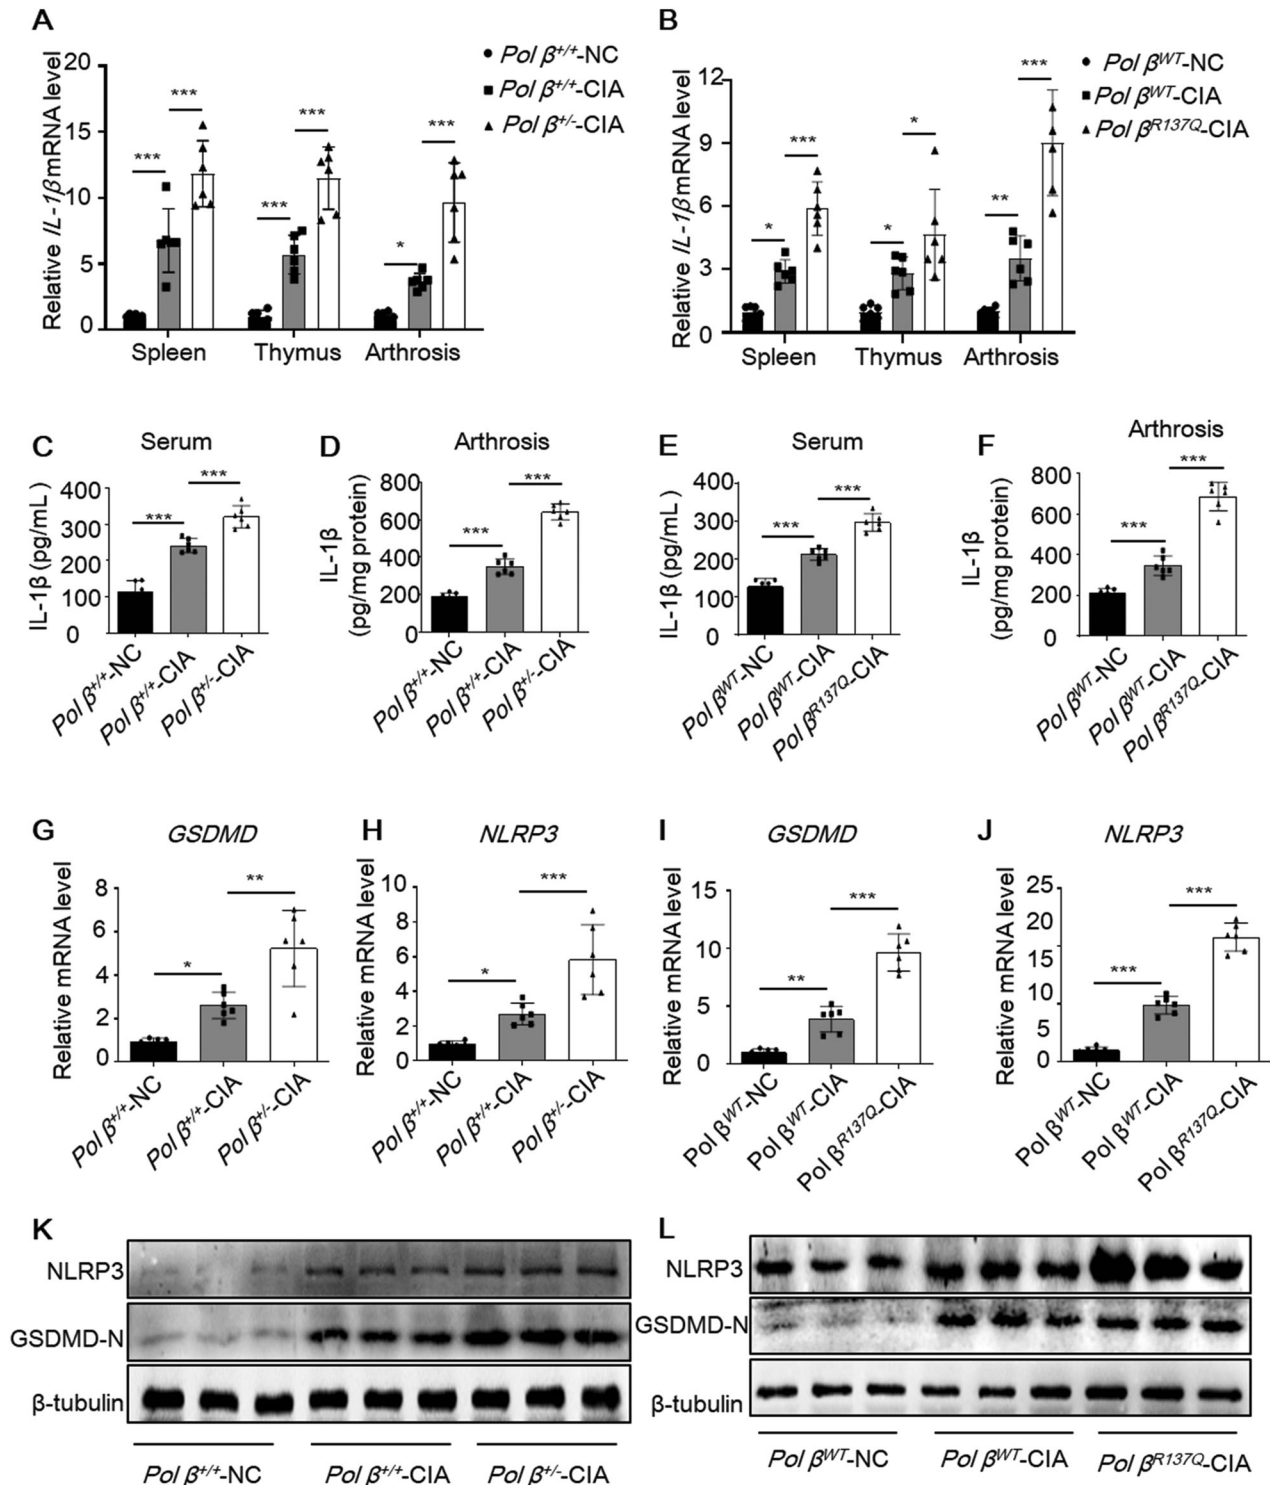 A
Relative IL-1β mRNA level
20
15
10
5
0
*** *** *** *** *** *
Spleen Thymus Arthrosis
Pol β+/+-NC
Pol β+/+-CIA
Pol β+/--CIA
B
Relative IL-1β mRNA level
12
9
6
3
0
* *** * * ** ***
Spleen Thymus Arthrosis
Pol βWT-NC
Pol βWT-CIA
Pol βR137Q-CIA
C
Serum
IL-1β (pg/mL )
400
300
200
100
0
*** ***
Pol β+/+-NC
Pol β+/+-CIA
Pol β+/--CIA
D
Arthrosis
IL-1β
(pg/mg protein)
800
600
400
200
0
*** ***
Pol β+/+-NC
Pol β+/+-CIA
Pol β+/--CIA
E
Serum
IL-1β (pg/mL)
400
300
200
100
0
*** ***
Pol βWT-NC
Pol βWT-CIA
Pol βR137Q-CIA
F
Arthrosis
IL-1β
(pg/mg protein)
800
600
400
200
0
*** ***
Pol βWT-NC
Pol βWT-CIA
Pol βR137Q-CIA
G
GSDMD
Relative mRNA level
8
6
4
2
0
* **
Pol β+/+-NC
Pol β+/+-CIA
Pol β+/--CIA
H
NLRP3
Relative mRNA level
10
8
6
4
2
0
* ***
Pol β+/+-NC
Pol β+/+-CIA
Pol β+/--CIA
I
GSDMD
Relative mRNA level
15
10
5
0
** ***
Pol βWT-NC
Pol βWT-CIA
Pol βR137Q-CIA
J
NLRP3
Relative mRNA level
25
20
15
10
5
0
*** ***
Pol βWT-NC
Pol βWT-CIA
Pol βR137Q-CIA
K
NLRP3
GSDMD-N
β-tubulin
Pol β+/+-NC Pol β+/+-CIA Pol β+/--CIA
L
NLRP3
GSDMD-N
β-tubulin
Pol βWT-NC Pol βWT-CIA Pol βR137Q-CIA